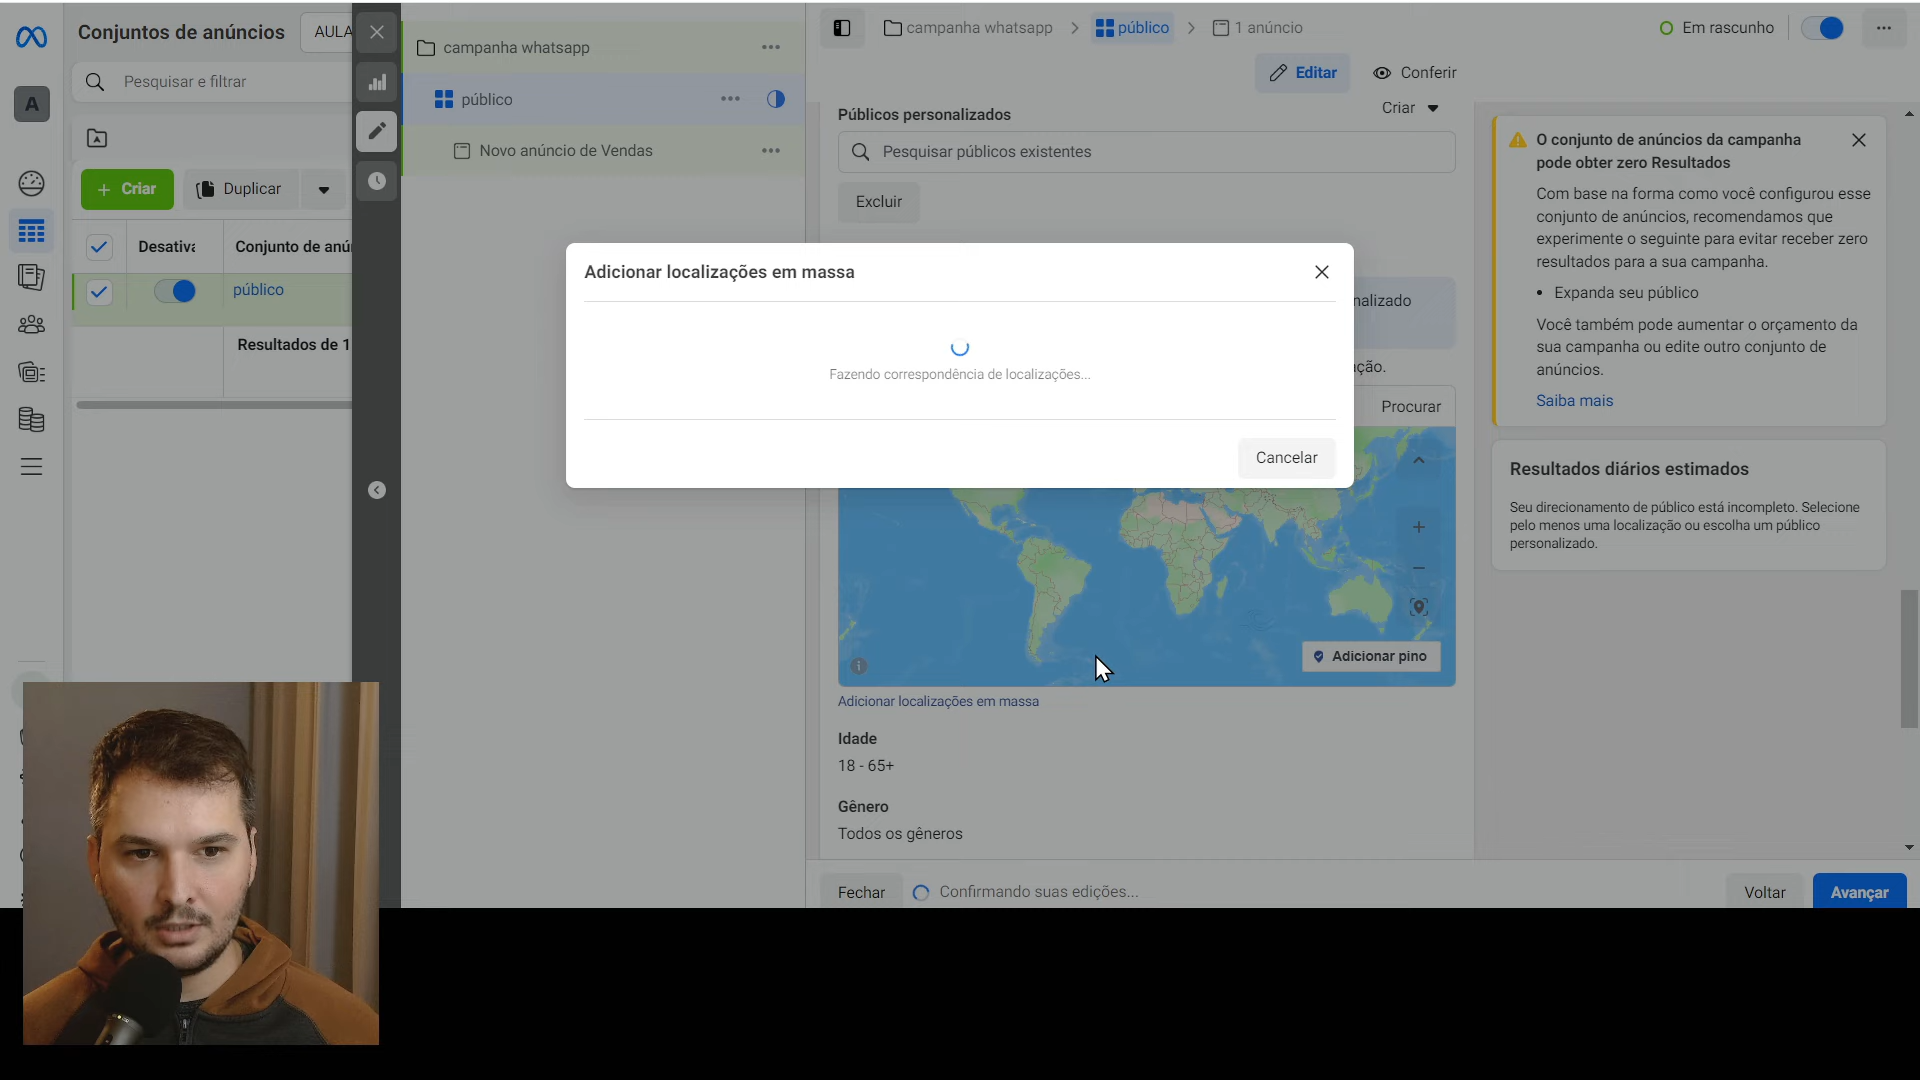 Conjuntos de anúncios
AULA
Pesquisar e filtrar
A
Criar
Duplicar
Desativa
Conjunto de anún
público
Resultados de 1
campanha whatsapp
público
Novo anúncio de Vendas
campanha whatsapp
público
1 anúncio
Em rascunho
Editar
Conferir
Públicos personalizados
Criar
Pesquisar públicos existentes
Excluir
Adicionar localizações em massa
Fazendo correspondência de localizações...
Cancelar
nalizado
ção.
Procurar
Adicionar pino
Adicionar localizações em massa
Idade
18 - 65+
Gênero
Todos os gêneros
Fechar
Confirmando suas edições...
Voltar
Avançar
O conjunto de anúncios da campanha
pode obter zero Resultados
Com base na forma como você configurou esse
conjunto de anúncios, recomendamos que
experimente o seguinte para evitar receber zero
resultados para a sua campanha.
• Expanda seu público
Você também pode aumentar o orçamento da
sua campanha ou edite outro conjunto de
anúncios.
Saiba mais
Resultados diários estimados
Seu direcionamento de público está incompleto. Selecione
pelo menos uma localização ou escolha um público
personalizado.